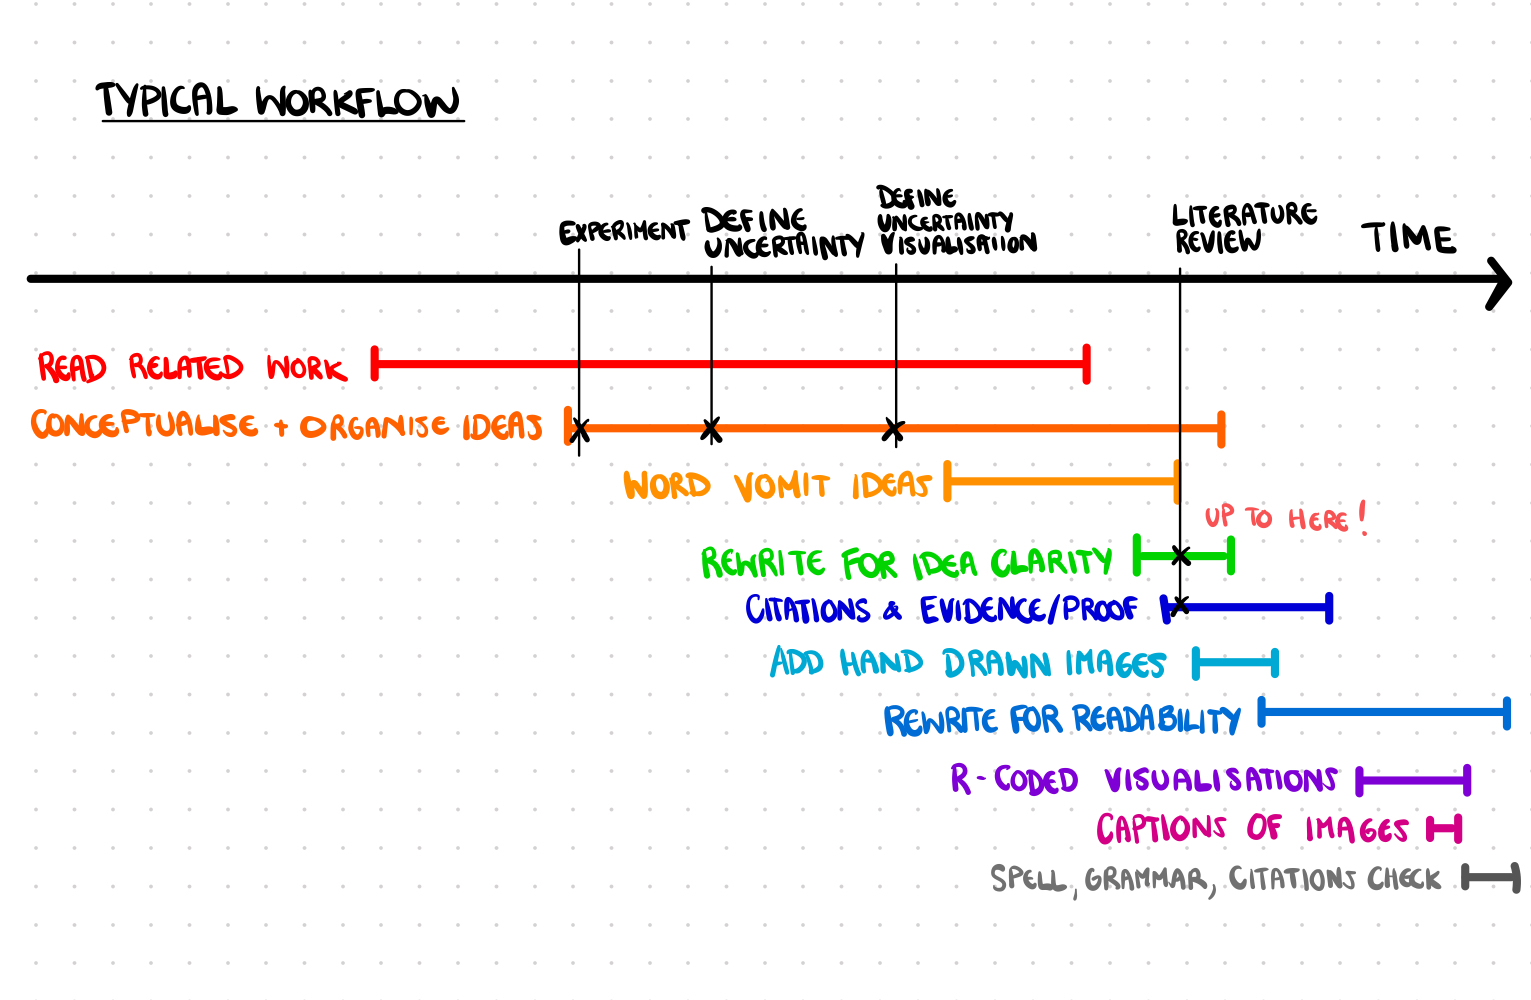 TYPICAL WORKFLOW
EXPERIMENT
DEFINE
UNCERTAINTY
DEFINE
UNCERTAINTY
VISUALISATION
LITERATURE
REVIEW
TIME
READ RELATED WORK
CONCEPTUALISE + ORGANISE IDEAS
WORD VOMIT IDEAS
UP TO HERE!
REWRITE FOR IDEA CLARITY
CITATIONS & EVIDENCE/PROOF
ADD HAND DRAWN IMAGES
REWRITE FOR READABILITY
R-CODED VISUALISATIONS
CAPTIONS OF IMAGES
SPELL, GRAMMAR, CITATIONS CHECK